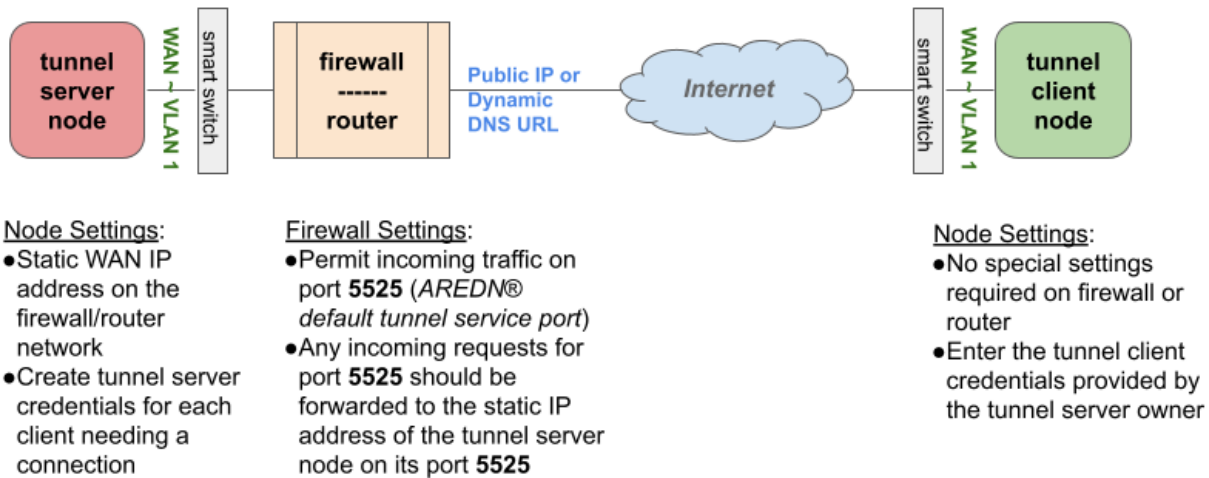 tunnel
server
node
WAN ~ VLAN 1
smart switch
firewall
------
router
Public IP or
Dynamic
DNS URL
Internet
smart switch
WAN ~ VLAN 1
tunnel
client
node
Node Settings:
●Static WAN IP
address on the
firewall/router
network
●Create tunnel server
credentials for each
client needing a
connection
Firewall Settings:
●Permit incoming traffic on
port 5525 (AREDN®
default tunnel service port)
●Any incoming requests for
port 5525 should be
forwarded to the static IP
address of the tunnel server
node on its port 5525
Node Settings:
●No special settings
required on firewall or
router
●Enter the tunnel client
credentials provided by
the tunnel server owner